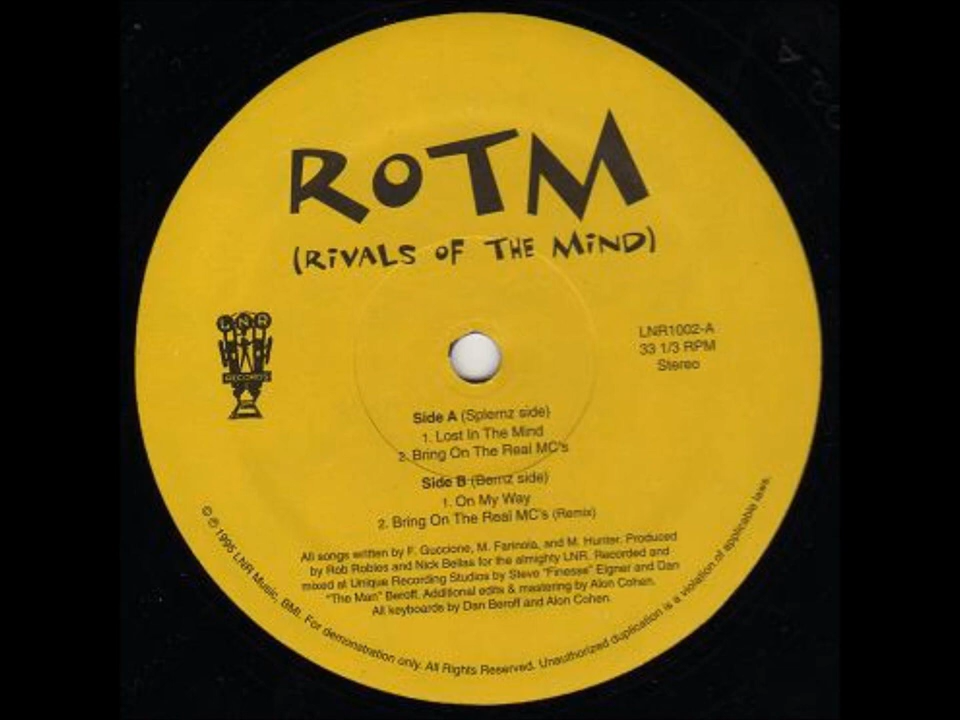 ROTM
(RiVALS OF THE MiND)
LNR
RECORDS
LNR1002-A
33 1/3 RPM
Stereo
Side A (Splemz side)
1. Lost In The Mind
2. Bring On The Real MC's
Side B (Bemz side)
1. On My Way
2. Bring On The Real MC's (Remix)
All songs written by F. Guccione, M. Farinola, and M. Hunter. Produced
by Rob Robles and Nick Bellas for the almighty LNR. Recorded and
mixed at Unique Recording Studios by Steve "Finesse" Eigner and Dan
"The Man" Beroff. Additional edits & mastering by Alon Cohen.
All keyboards by Dan Beroff and Alon Cohen.
© ℗ 1995 LNR Music, BMI. For demonstration only. All Rights Reserved. Unauthorized duplication is a violation of applicable laws.